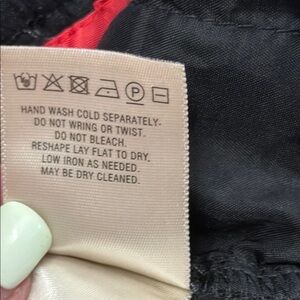 P
HAND WASH COLD SEPARATELY-
DO NOT WRING OR TWIST.
DO NOT BLEACH.
RESHAPE LAY FLAT TO DRY.
LOW IRON AS NEEDED.
MAY BE DRY CLEANED.